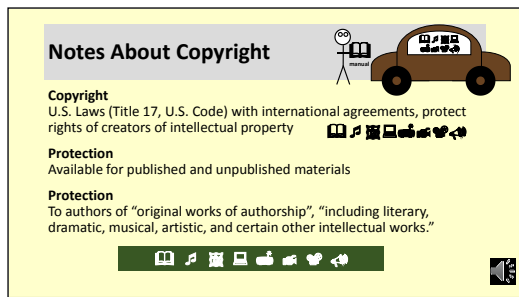 Notes About Copyright
manual
Copyright
U.S. Laws (Title 17, U.S. Code) with international agreements, protect
rights of creators of intellectual property
Protection
Available for published and unpublished materials
Protection
To authors of “original works of authorship”, “including literary,
dramatic, musical, artistic, and certain other intellectual works.”